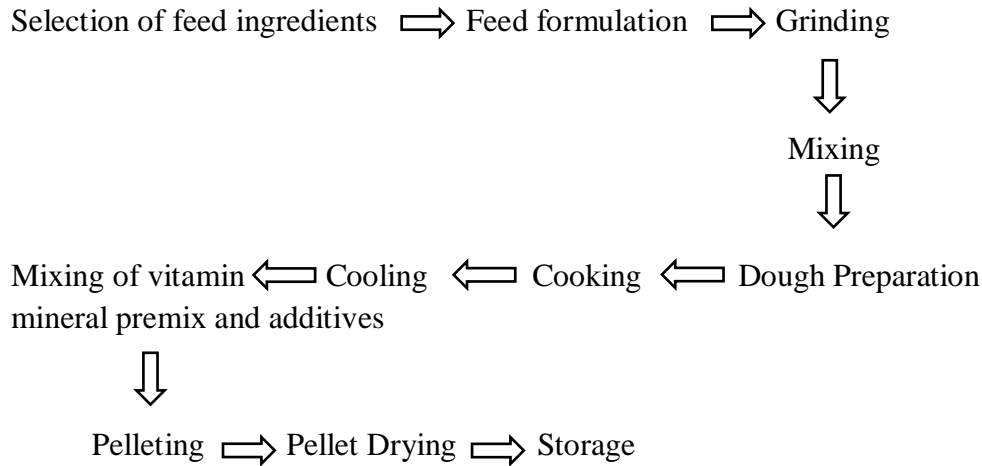 Selection of feed ingredients Feed formulation Grinding
Mixing
Mixing of vitamin Cooling Cooking Dough Preparation
mineral premix and additives
Pelleting Pellet Drying Storage